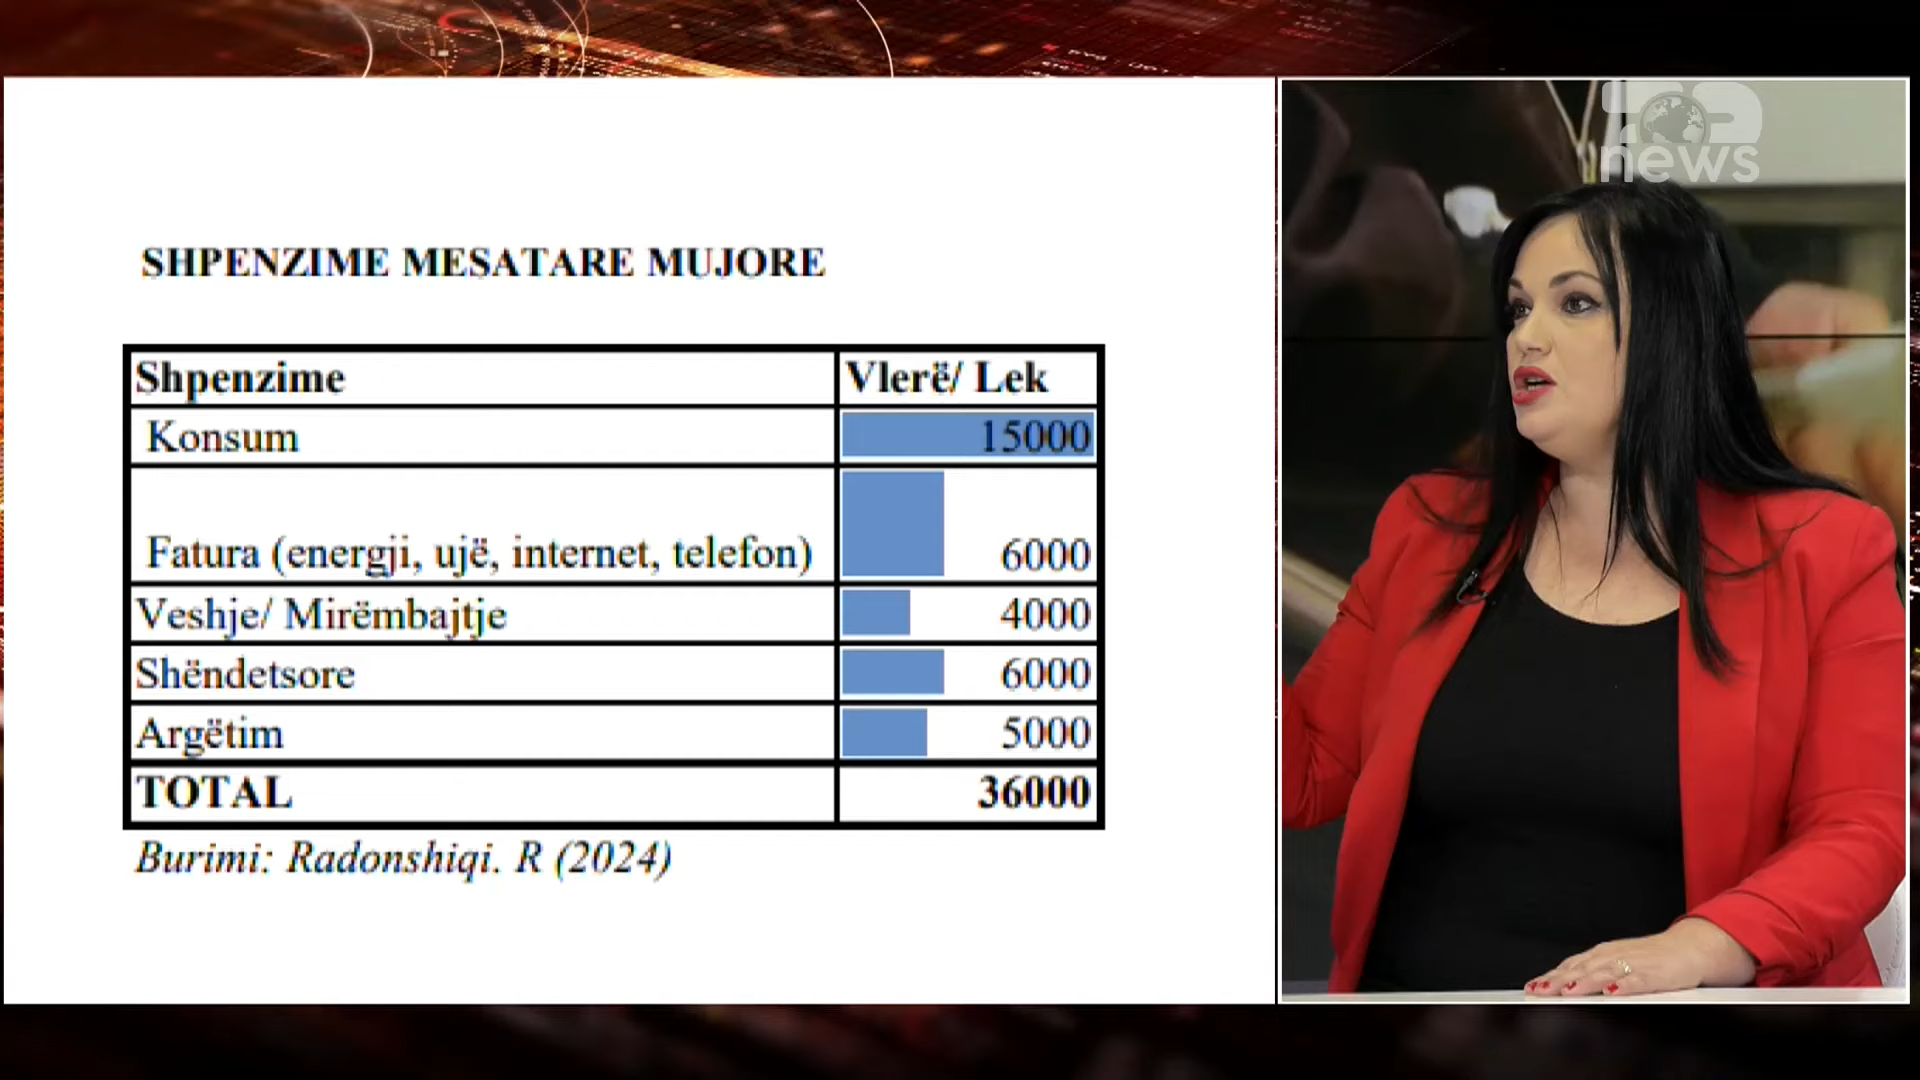 SHPENZIME MESATARE MUJORE
Shpenzime Vlerë/ Lek
Konsum 15000
Fatura (energji, ujë, internet, telefon) 6000
Veshje/ Mirëmbajtje 4000
Shëndetsore 6000
Argëtim 5000
TOTAL 36000
Burimi: Radonshiqi. R (2024)
TOP
news